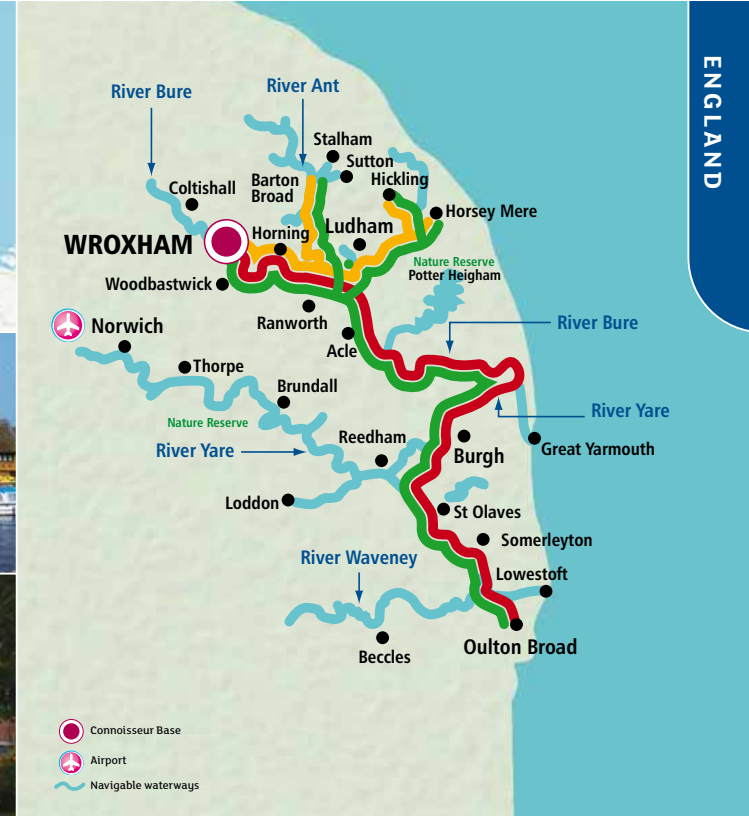 ENGLAND
River Bure
River Ant
Stalham
Sutton
Barton
Broad
Hickling
Coltishall
Horsey Mere
Horning
Ludham
WROXHAM
Nature Reserve
Potter Heigham
Woodbastwick
Ranworth
River Bure
Norwich
Acle
Thorpe
Brundall
River Yare
Nature Reserve
Reedham
Great Yarmouth
River Yare
Burgh
Loddon
St Olaves
Somerleyton
River Waveney
Lowestoft
Oulton Broad
Beccles
Connoisseur Base
Airport
Navigable waterways